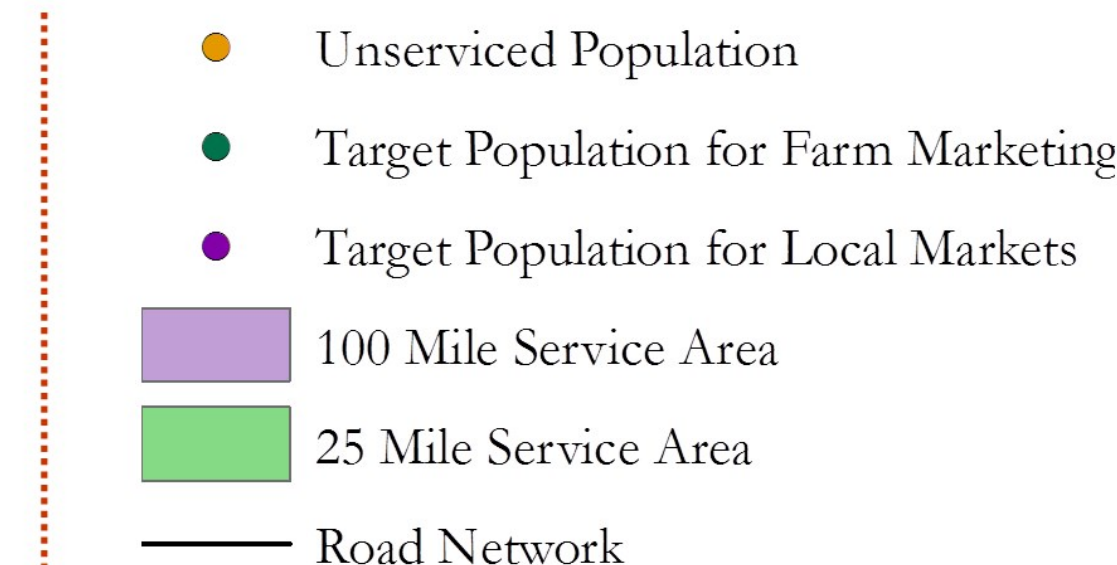 Unserviced Population
Target Population for Farm Marketing
Target Population for Local Markets
100 Mile Service Area
25 Mile Service Area
Road Network